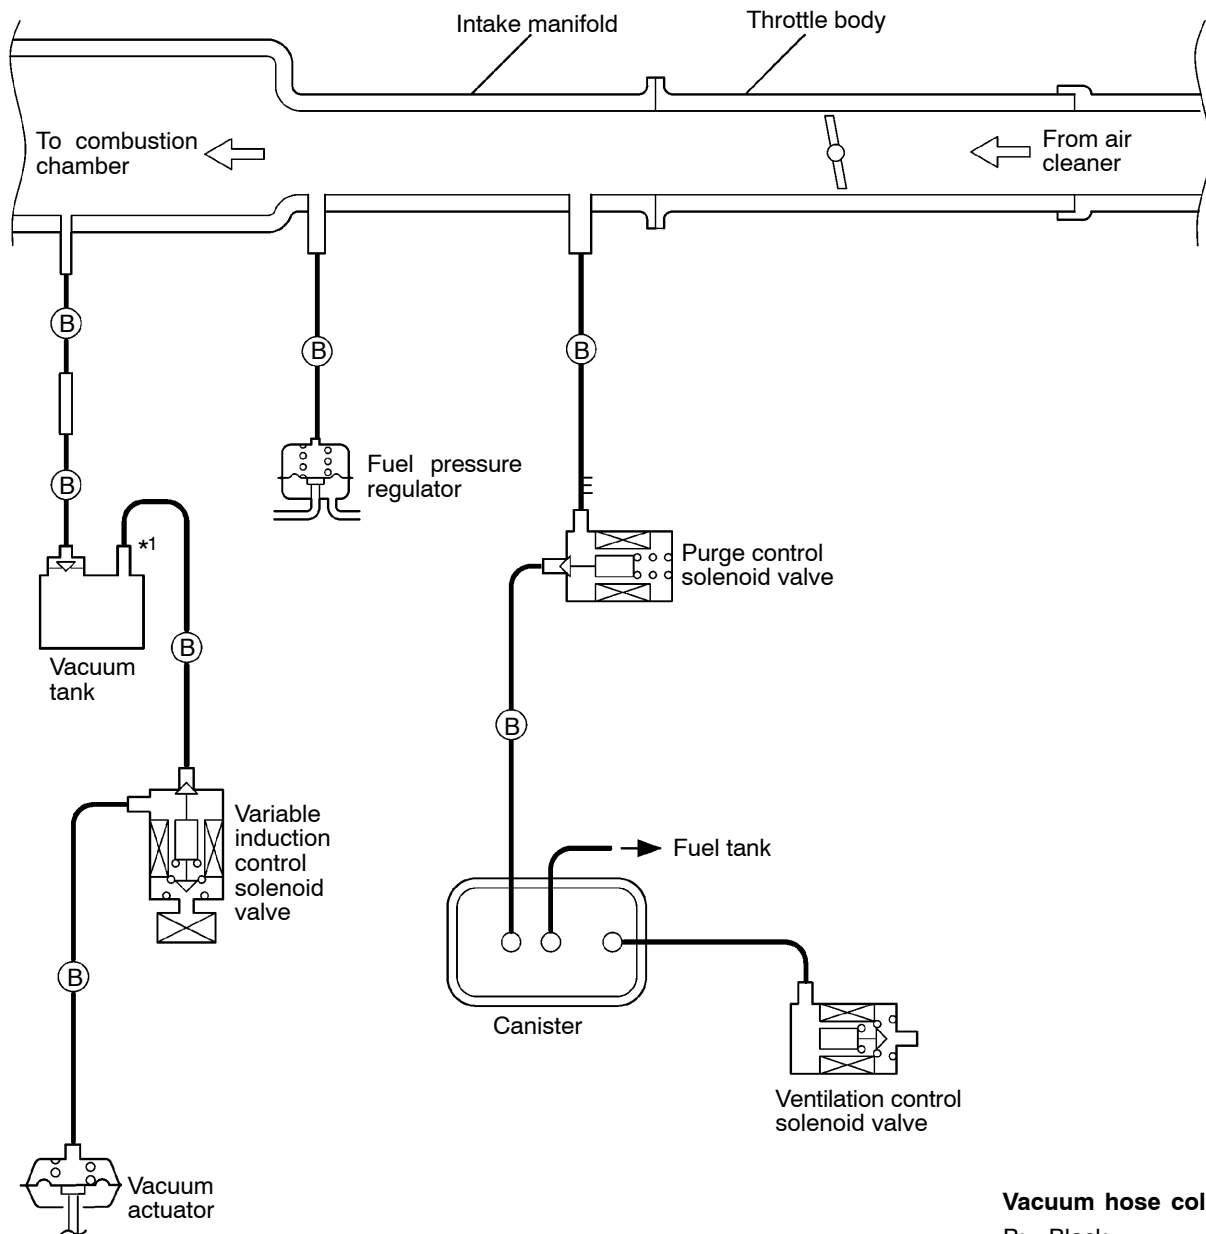 Intake manifold
Throttle body
To combustion
chamber
From air
cleaner
B
B
B
B
Fuel pressure
regulator
*1
Purge control
solenoid valve
B
Vacuum
tank
B
Variable
induction
control
solenoid
valve
Fuel tank
B
Canister
Ventilation control
solenoid valve
Vacuum
actuator
Vacuum hose col